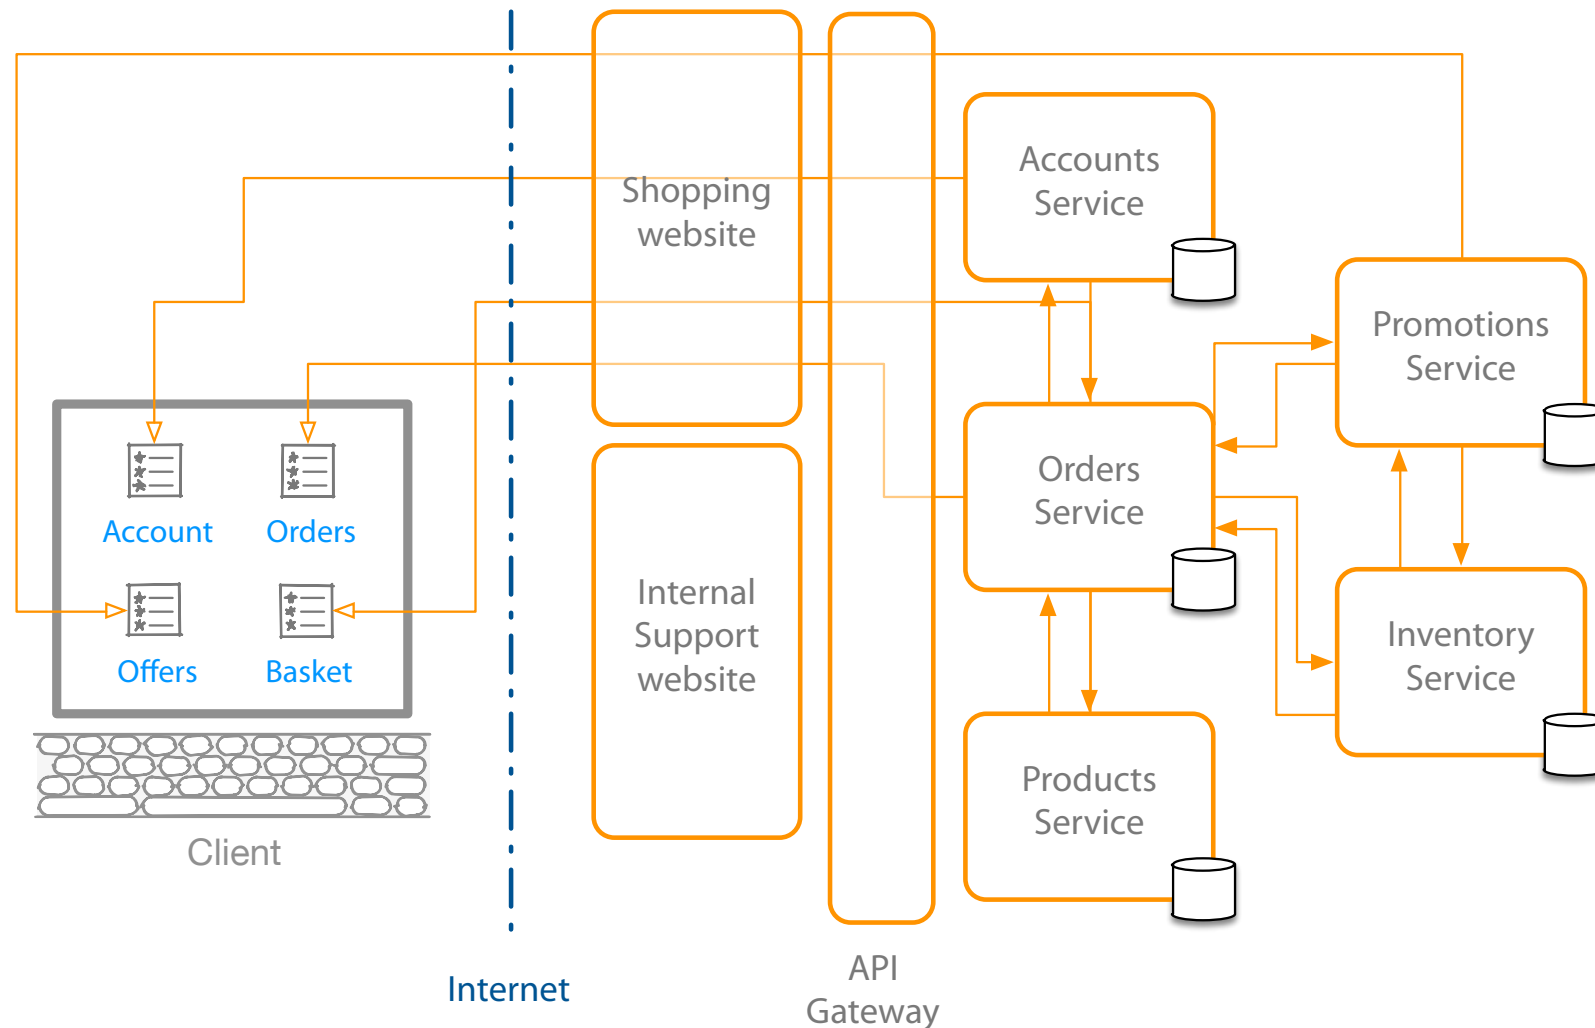 Shopping
website
Accounts
Service
Promotions
Service
Account
Orders
Offers
Basket
Client
Internet
Internal
Support
website
API
Gateway
Orders
Service
Products
Service
Inventory
Service